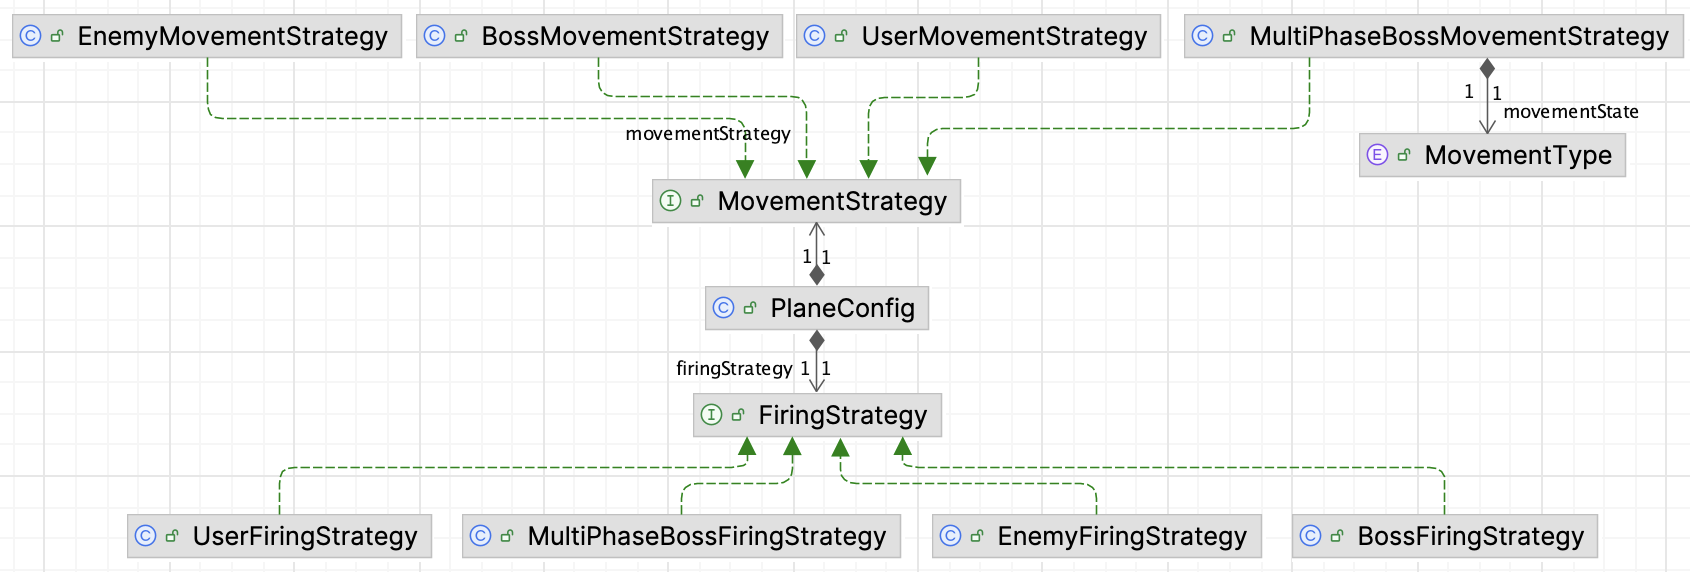 C EnemyMovementStrategy
C BossMovementStrategy
C UserMovementStrategy
C MultiPhaseBossMovementStrategy
1 1
movementState
movementStrategy
E MovementType
I MovementStrategy
1 1
C PlaneConfig
firingStrategy 1 1
I FiringStrategy
C UserFiringStrategy
C MultiPhaseBossFiringStrategy
C EnemyFiringStrategy
C BossFiringStrategy